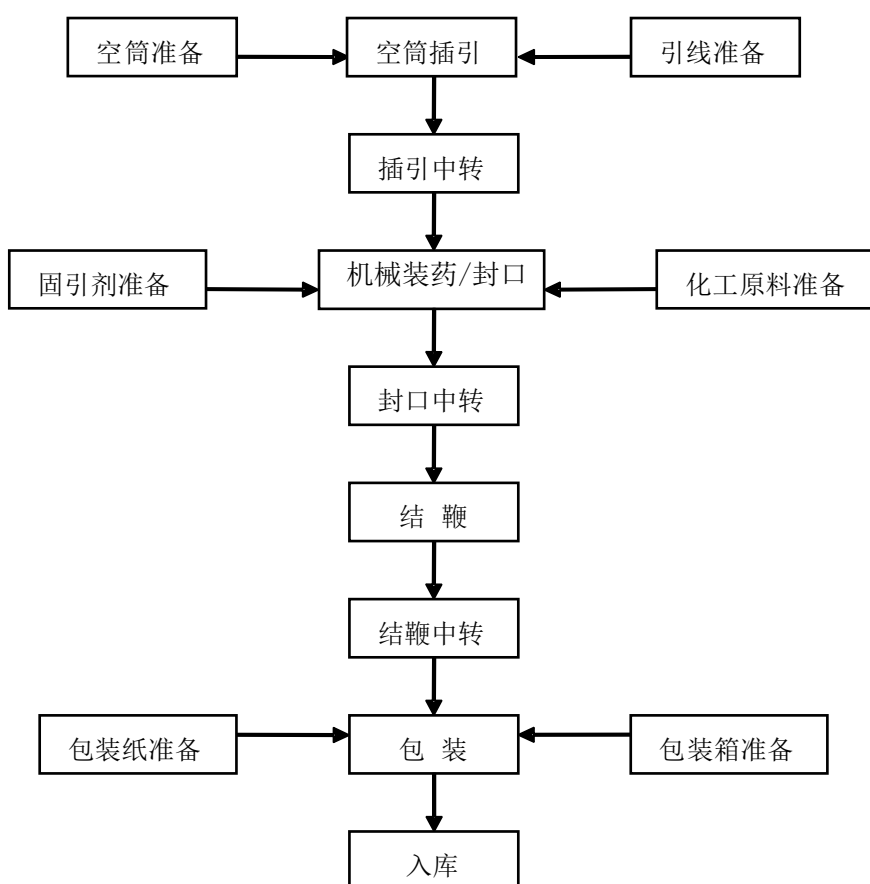 空筒准备
空筒插引
引线准备
插引中转
固引剂准备
机械装药/封口
化工原料准备
封口中转
结 鞭
结鞭中转
包装纸准备
包 装
包装箱准备
入库